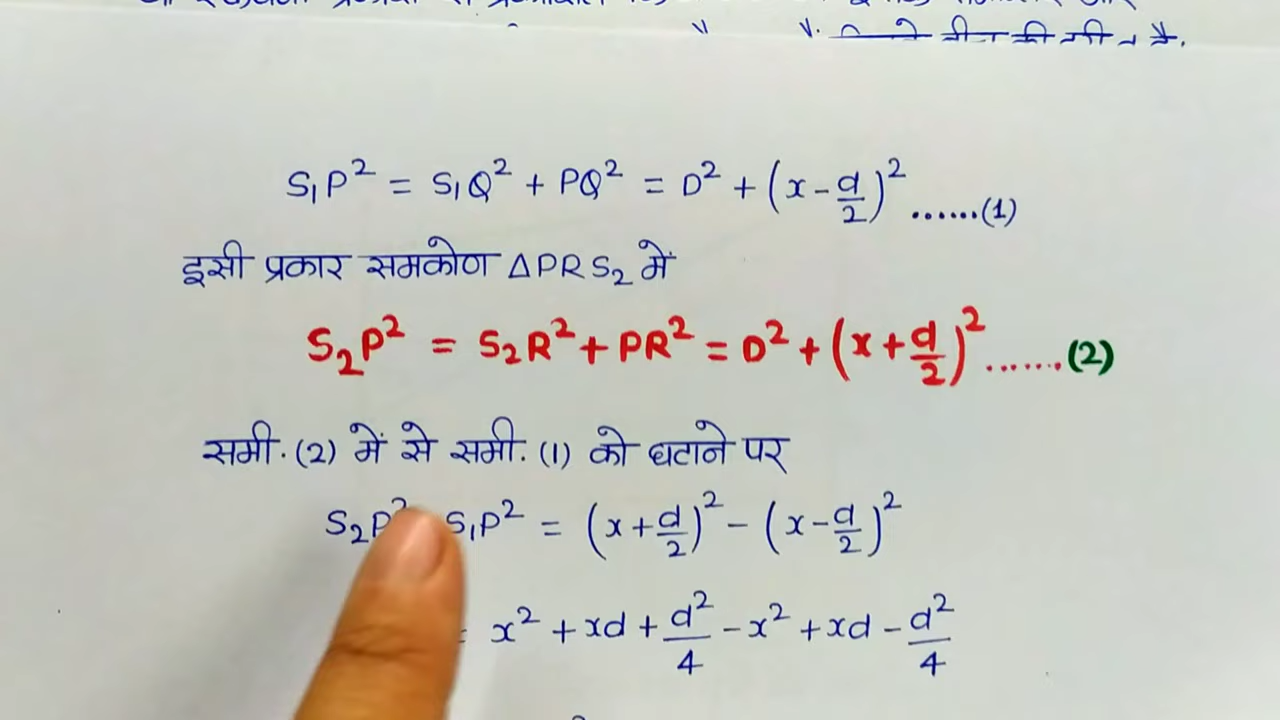 S₁P² = S₁Q² + PQ² = D² + (x - d/2)² ......(1)
इसी प्रकार समकोण ΔPRS₂ में
S₂P² = S₂R² + PR² = D² + (x + d/2)² ......(2)
समी. (2) में से समी. (1) को घटाने पर
S₂P² S₁P² = (x + d/2)² - (x - d/2)²
= x² + xd + d²/4 - x² + xd - d²/4